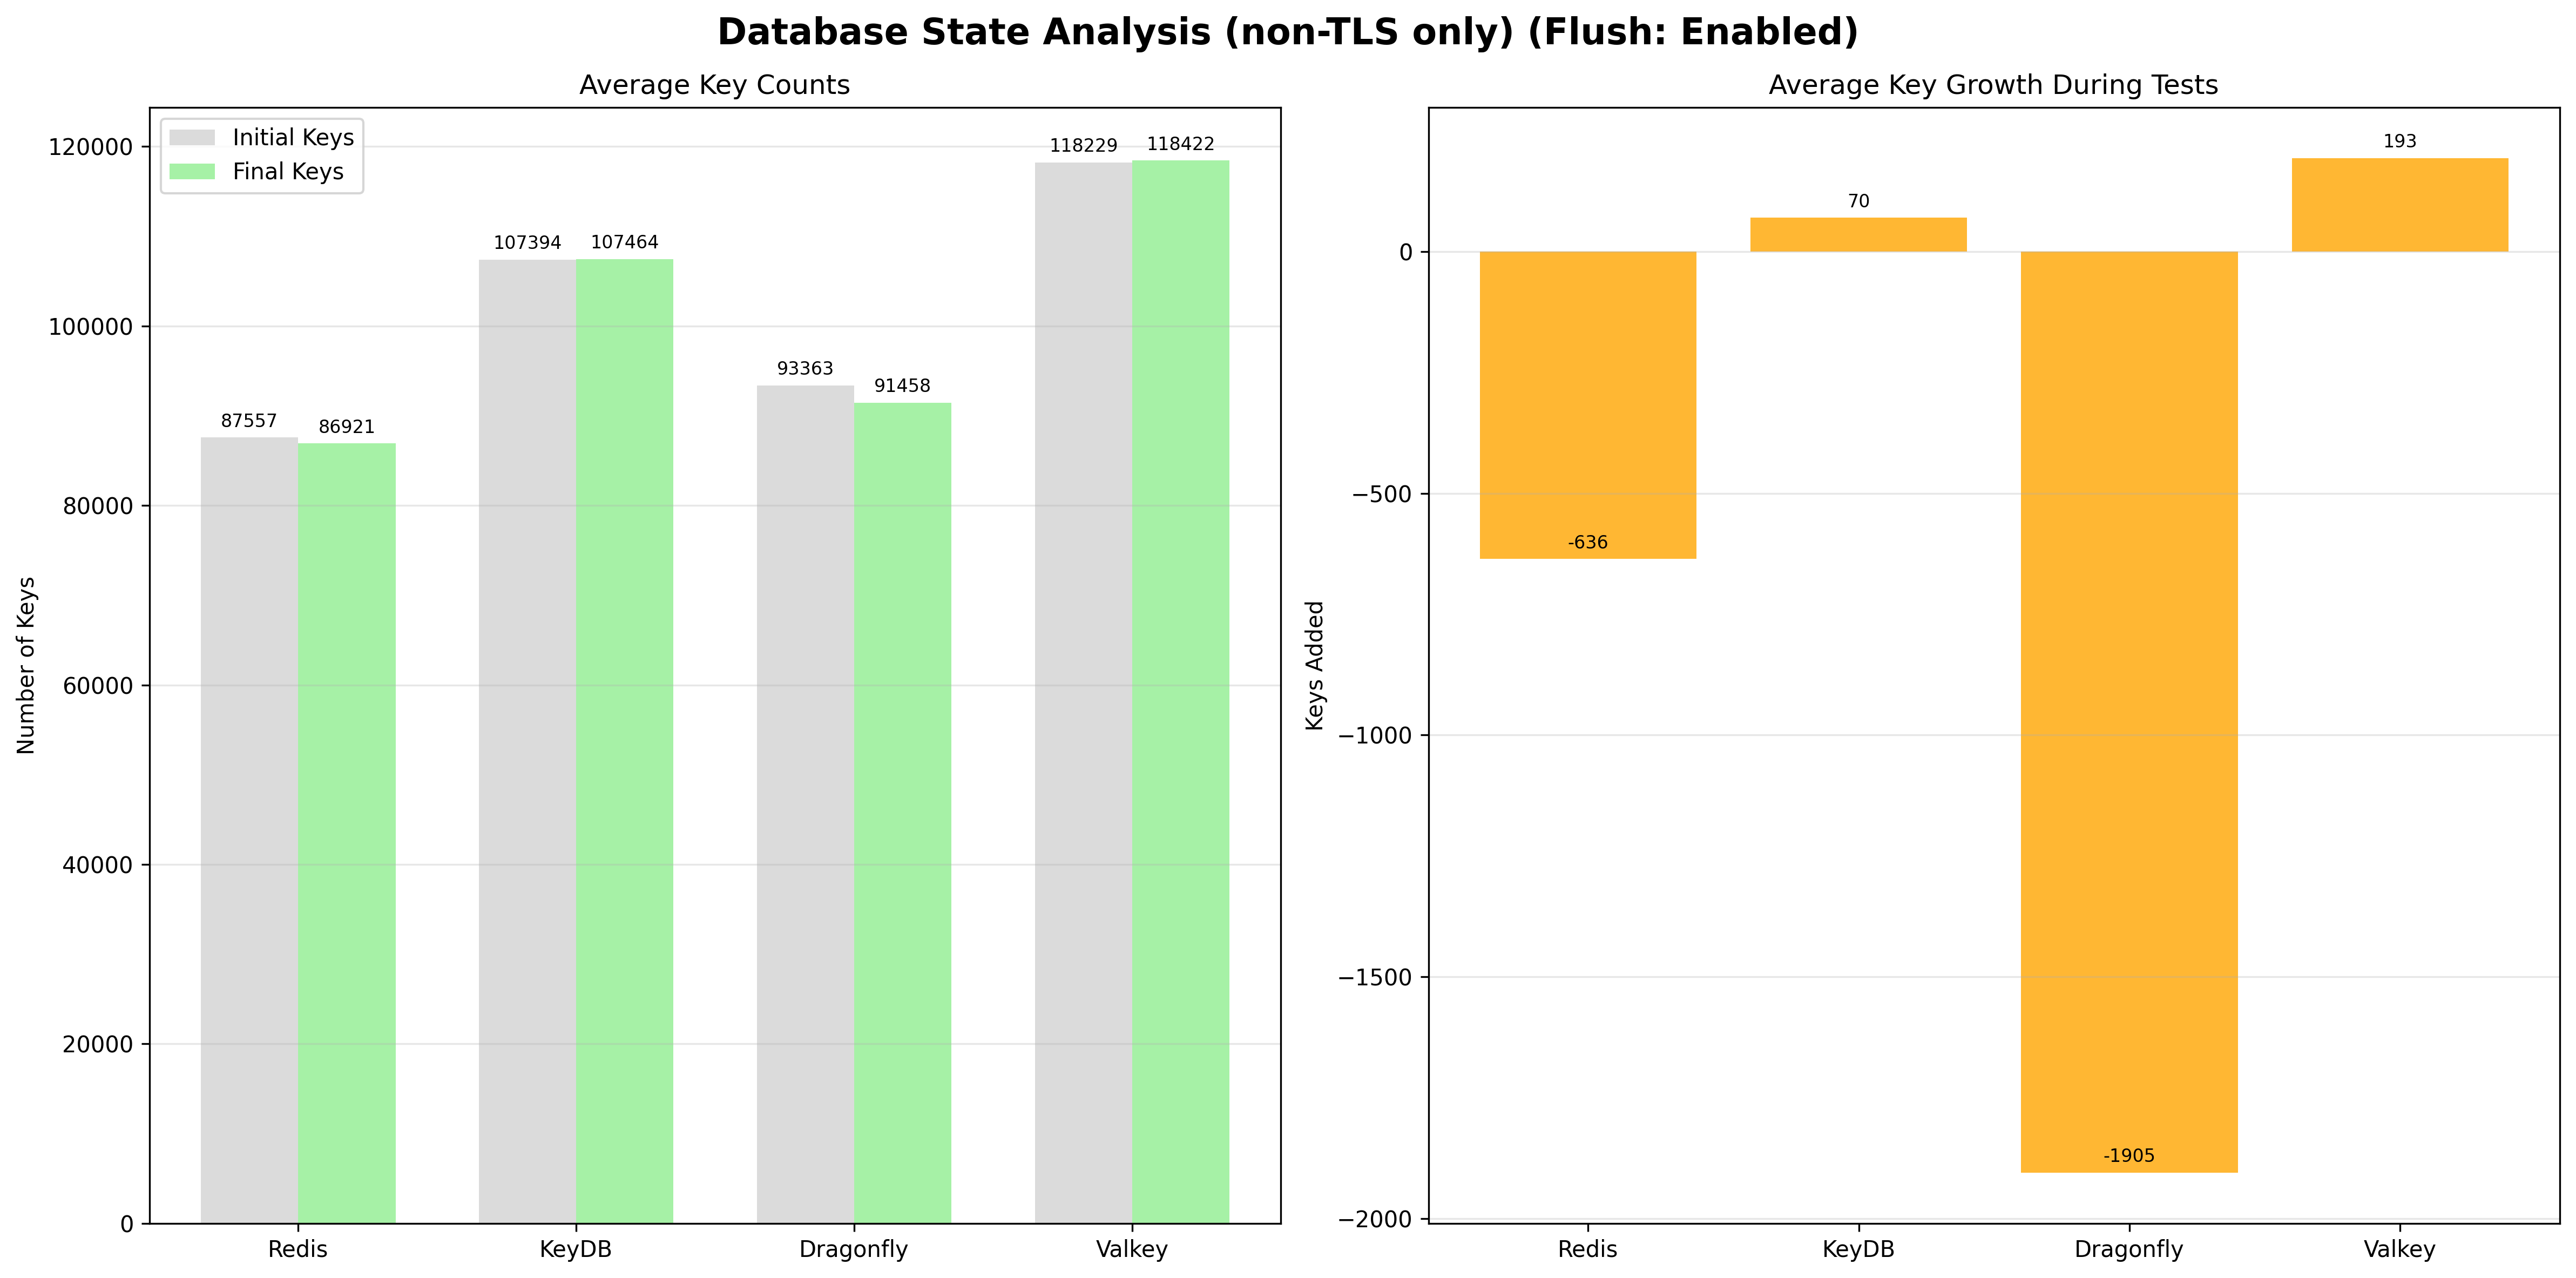 Database State Analysis (non-TLS only) (Flush: Enabled)
Average Key Counts
Initial Keys
Final Keys
Number of Keys
120000
100000
80000
60000
40000
20000
0
87557
86921
107394
107464
93363
91458
118229
118422
Redis
KeyDB
Dragonfly
Valkey
Average Key Growth During Tests
Keys Added
0
−500
−1000
−1500
−2000
-636
70
-1905
193
Redis
KeyDB
Dragonfly
Valkey